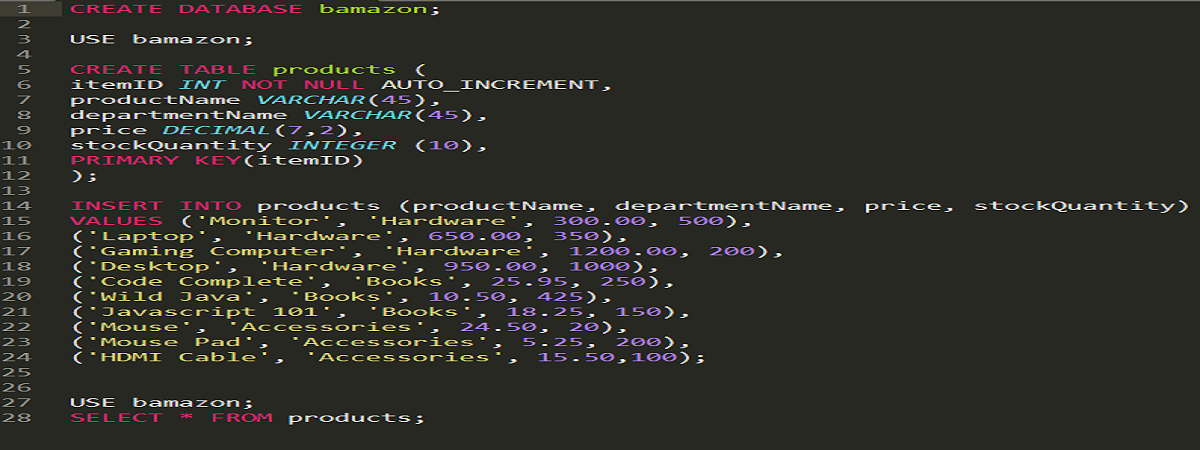 1 CREATE DATABASE bamazon;
2
3 USE bamazon;
4
5 CREATE TABLE products (
6 itemID INT NOT NULL AUTO_INCREMENT,
7 productName VARCHAR(45),
8 departmentName VARCHAR(45),
9 price DECIMAL(7,2),
10 stockQuantity INTEGER (10),
11 PRIMARY KEY(itemID)
12 );
13
14 INSERT INTO products (productName, departmentName, price, stockQuantity)
15 VALUES ('Monitor', 'Hardware', 300.00, 500),
16 ('Laptop', 'Hardware', 650.00, 350),
17 ('Gaming Computer', 'Hardware', 1200.00, 200),
18 ('Desktop', 'Hardware', 950.00, 1000),
19 ('Code Complete', 'Books', 25.95, 250),
20 ('Wild Java', 'Books', 10.50, 425),
21 ('Javascript 101', 'Books', 18.25, 150),
22 ('Mouse', 'Accessories', 24.50, 20),
23 ('Mouse Pad', 'Accessories', 5.25, 200),
24 ('HDMI Cable', 'Accessories', 15.50,100);
25
26
27 USE bamazon;
28 SELECT * FROM products;